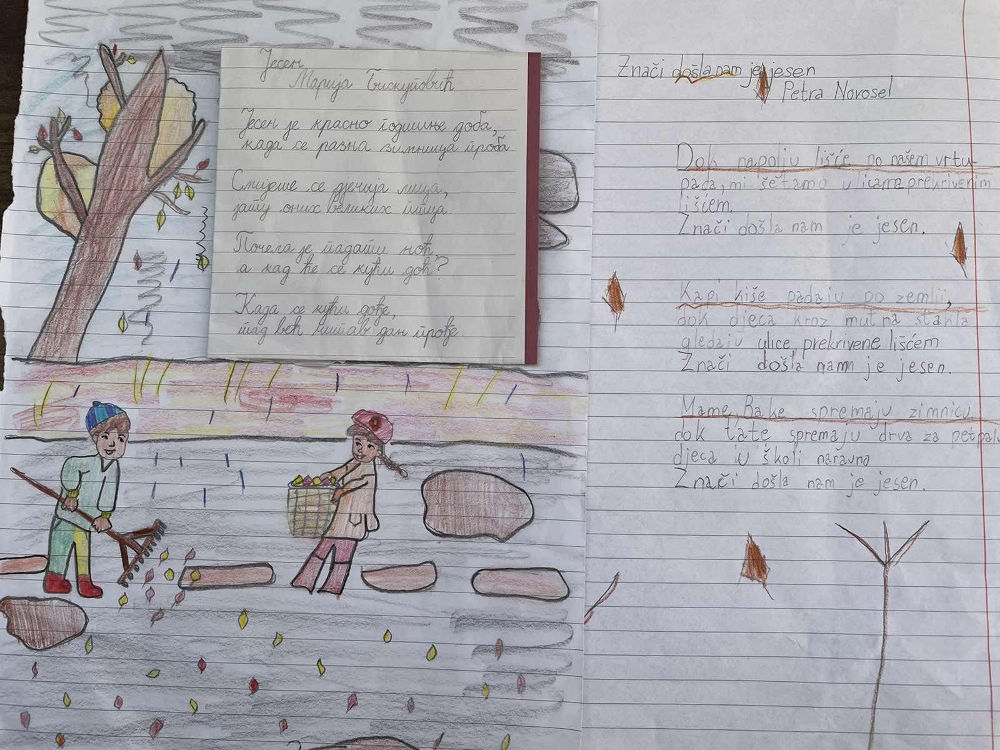 Јесен
Марија Бискуповић
Јесен је красно годишње доба,
када се разна зимница проба.
Смијеше се дјечија лица,
јату оних великих птица.
Почела је падати ноћ,
а кад ће се кући доћ'?
Када се кући дође,
тад већ читав дан прође.
Znači došla nam je jesen
Petra Novosel
Dok napolju lišće po našem vrtu
pada, mi šetamo ulicama prekrivenim
lišćem.
Znači došla nam je jesen.
Kapi kiše padaju po zemlji,
dok djeca kroz mutna stakla
gledaju ulice prekrivene lišćem
Znači došla nam je jesen.
Mame, Bake spremaju zimnicu
dok tate spremaju drva za petpalu
djeca u školi naravno
Znači došla nam je jesen.